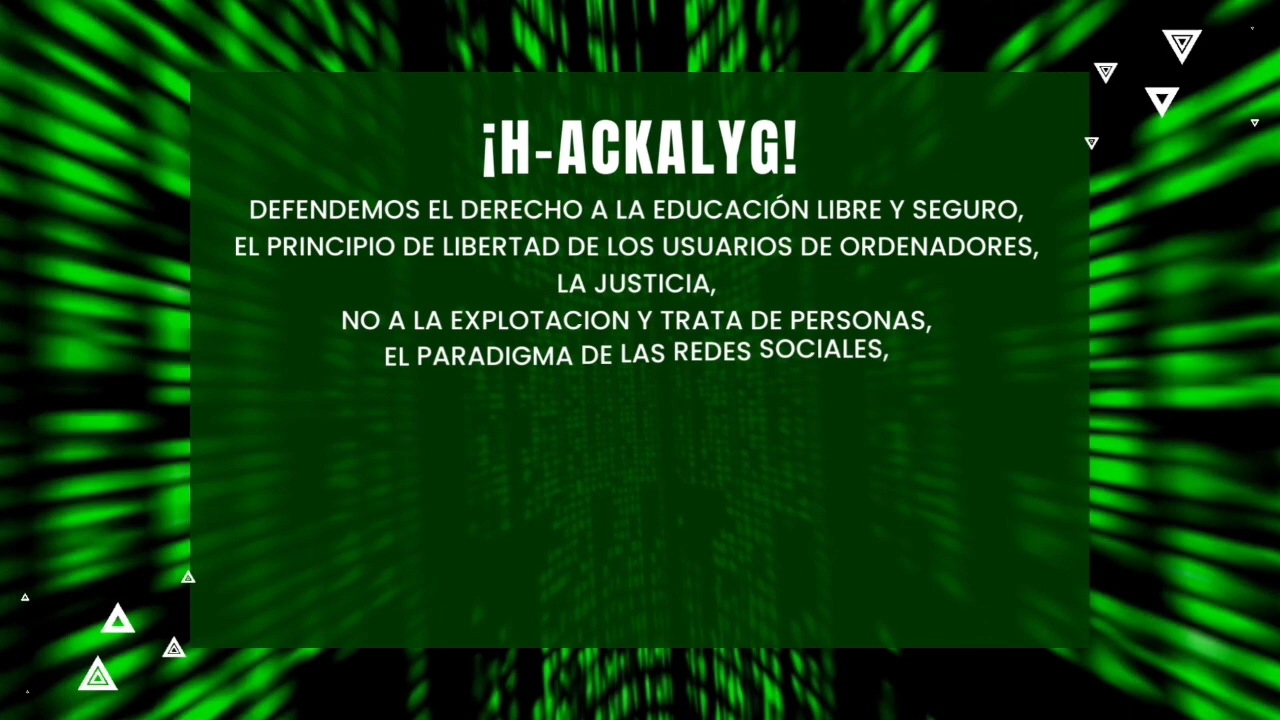 ¡H-ACKALYG!
DEFENDEMOS EL DERECHO A LA EDUCACIÓN LIBRE Y SEGURO,
EL PRINCIPIO DE LIBERTAD DE LOS USUARIOS DE ORDENADORES,
LA JUSTICIA,
NO A LA EXPLOTACION Y TRATA DE PERSONAS,
EL PARADIGMA DE LAS REDES SOCIALES,